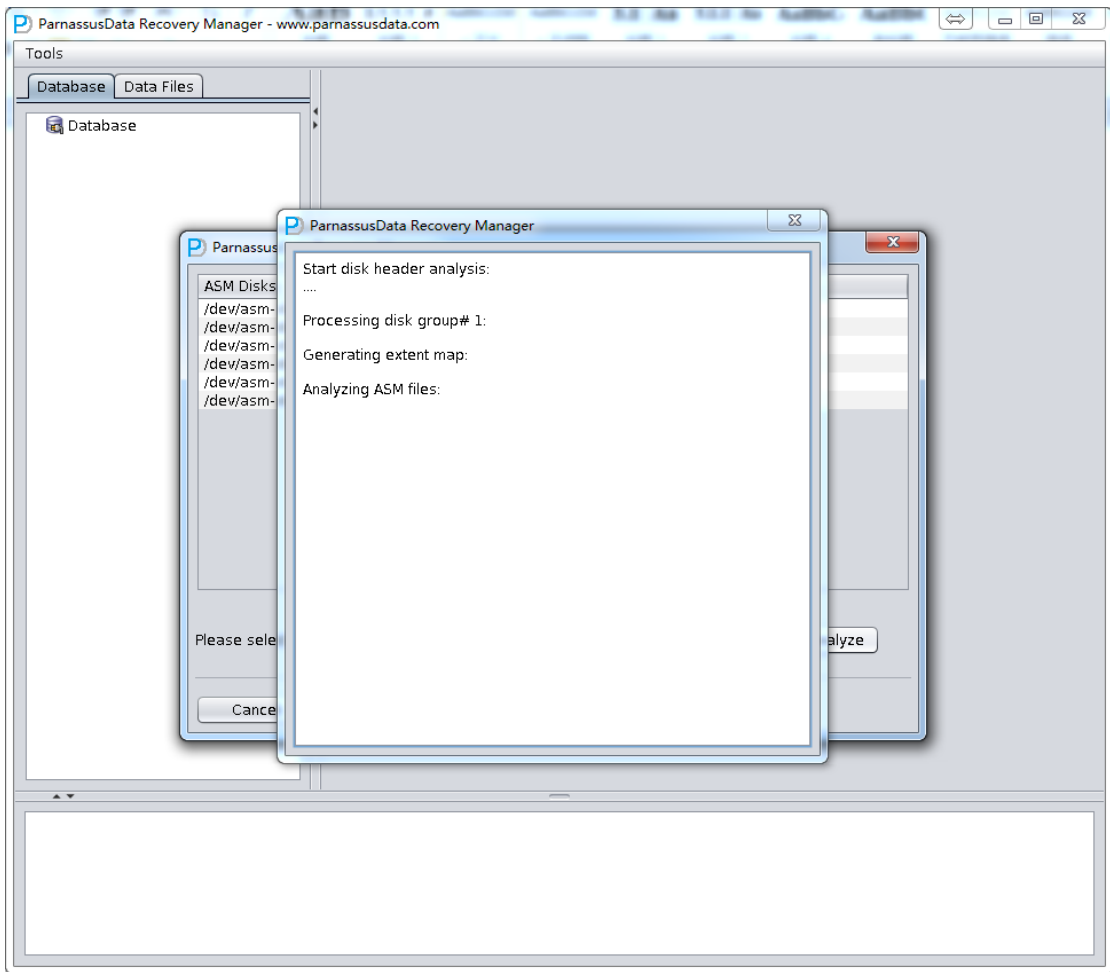 ParnassusData Recovery Manager - www.parnassusdata.com
Tools
Database Data Files
Database
ParnassusData Recovery Manager
Parnassus
Start disk header analysis:
....
Processing disk group# 1:
Generating extent map:
Analyzing ASM files:
ASM Disks
/dev/asm-
/dev/asm-
/dev/asm-
/dev/asm-
/dev/asm-
/dev/asm-
Please sele
alyze
Cance